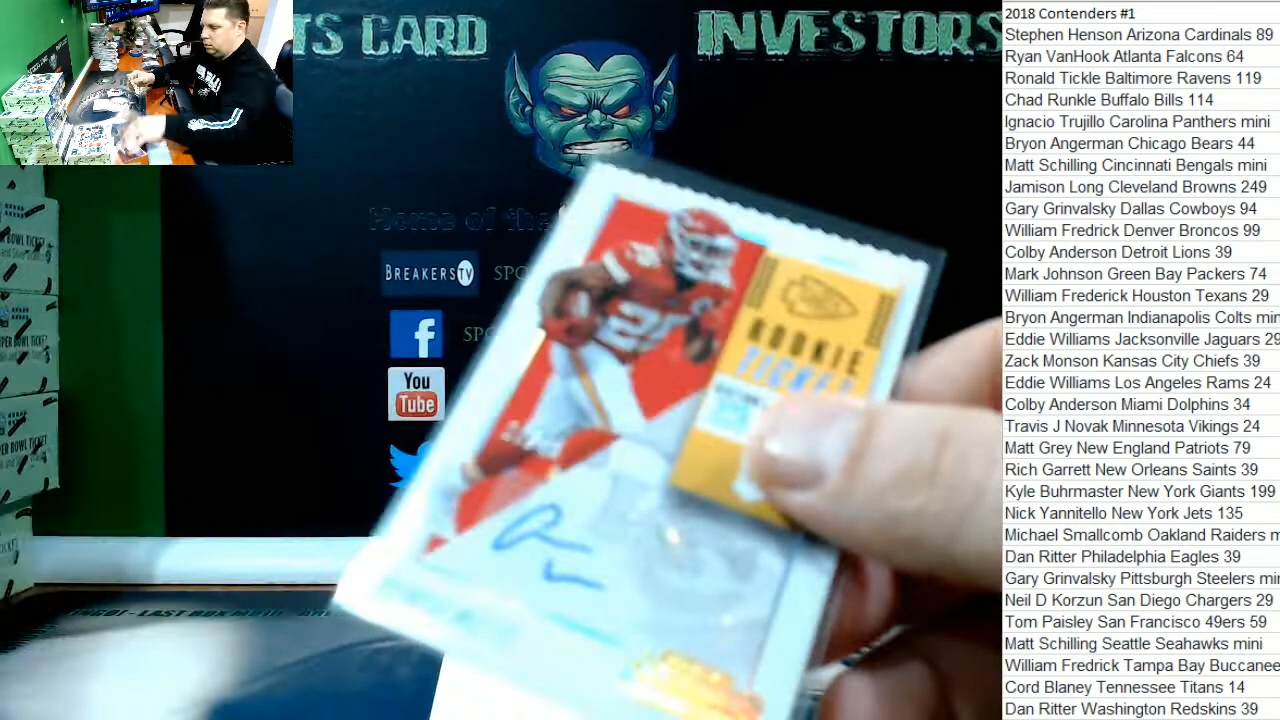 TS CARD INVESTORS
Home of the
BREAKERS TV
SPO
f
SPO
You
Tube
ROOKIE
TICKET
2018 Contenders #1
Stephen Henson Arizona Cardinals 89
Ryan VanHook Atlanta Falcons 64
Ronald Tickle Baltimore Ravens 119
Chad Runkle Buffalo Bills 114
Ignacio Trujillo Carolina Panthers mini
Bryon Angerman Chicago Bears 44
Matt Schilling Cincinnati Bengals mini
Jamison Long Cleveland Browns 249
Gary Grinvalsky Dallas Cowboys 94
William Fredrick Denver Broncos 99
Colby Anderson Detroit Lions 39
Mark Johnson Green Bay Packers 74
William Frederick Houston Texans 29
Bryon Angerman Indianapolis Colts min
Eddie Williams Jacksonville Jaguars 29
Zack Monson Kansas City Chiefs 39
Eddie Williams Los Angeles Rams 24
Colby Anderson Miami Dolphins 34
Travis J Novak Minnesota Vikings 24
Matt Grey New England Patriots 79
Rich Garrett New Orleans Saints 39
Kyle Buhrmaster New York Giants 199
Nick Yannitello New York Jets 135
Michael Smallcomb Oakland Raiders m
Dan Ritter Philadelphia Eagles 39
Gary Grinvalsky Pittsburgh Steelers min
Neil D Korzun San Diego Chargers 29
Tom Paisley San Francisco 49ers 59
Matt Schilling Seattle Seahawks mini
William Fredrick Tampa Bay Buccanee
Cord Blaney Tennessee Titans 14
Dan Ritter Washington Redskins 39